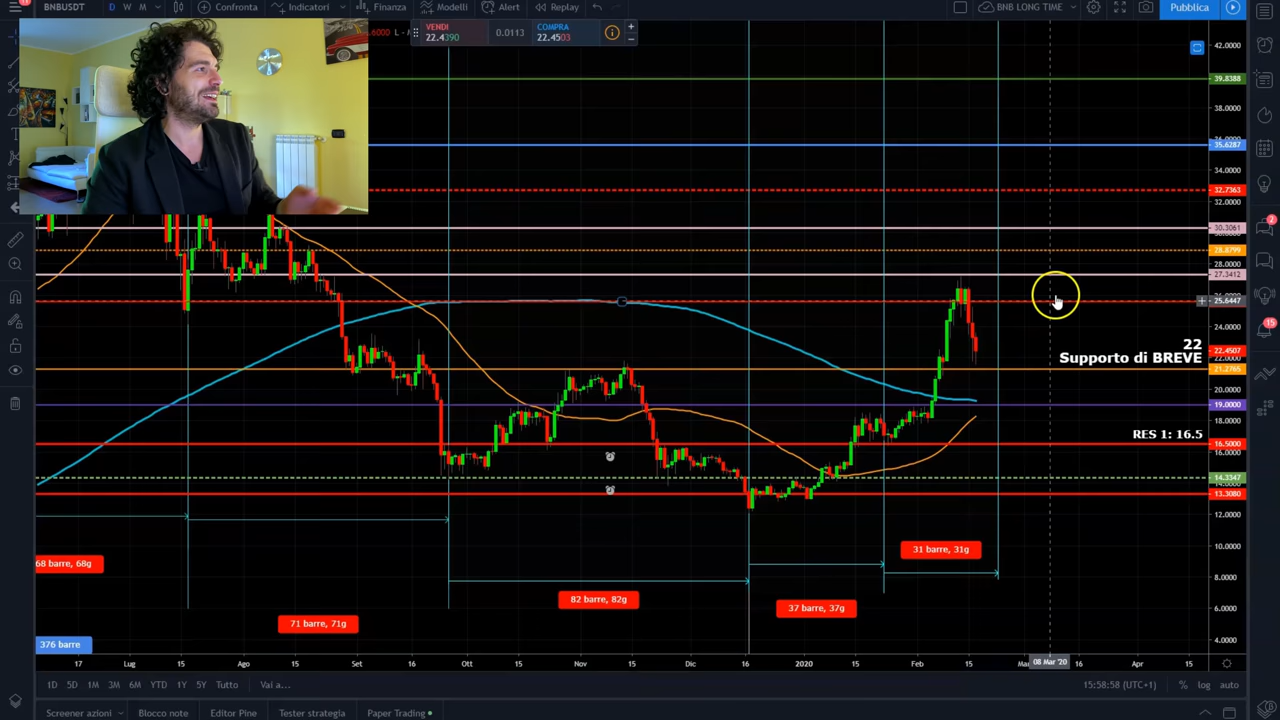 BNBUSDT D W M Confronta Indicatori Finanza Modelli Alert Replay BNB LONG TIME Pubblica
VENDI
22.4390
0.0113
COMPRA
22.4503
42.0000
39.8388
38.0000
36.0000
35.6287
34.0000
32.7363
32.0000
30.3061
28.8799
28.0000
27.3412
25.6447
24.0000
22
22.4507
Supporto di BREVE
22.0000
21.2765
20.0000
19.0000
18.0000
RES 1: 16.5
16.5000
16.0000
14.3347
13.3080
12.0000
10.0000
8.0000
6.0000
4.0000
31 barre, 31g
68 barre, 68g
82 barre, 82g
37 barre, 37g
71 barre, 71g
376 barre
17 Lug 15 Ago 15 Set 16 Ott 15 Nov 15 Dic 16 2020 15 Feb 15 08 Mar '20 16 Apr 15
1D 5D 1M 3M 6M YTD 1Y 5Y Tutto Vai a... 15:58:58 (UTC+1) % log auto
Screener azioni Blocco note Editor Pine Tester strategia Paper Trading
2
15